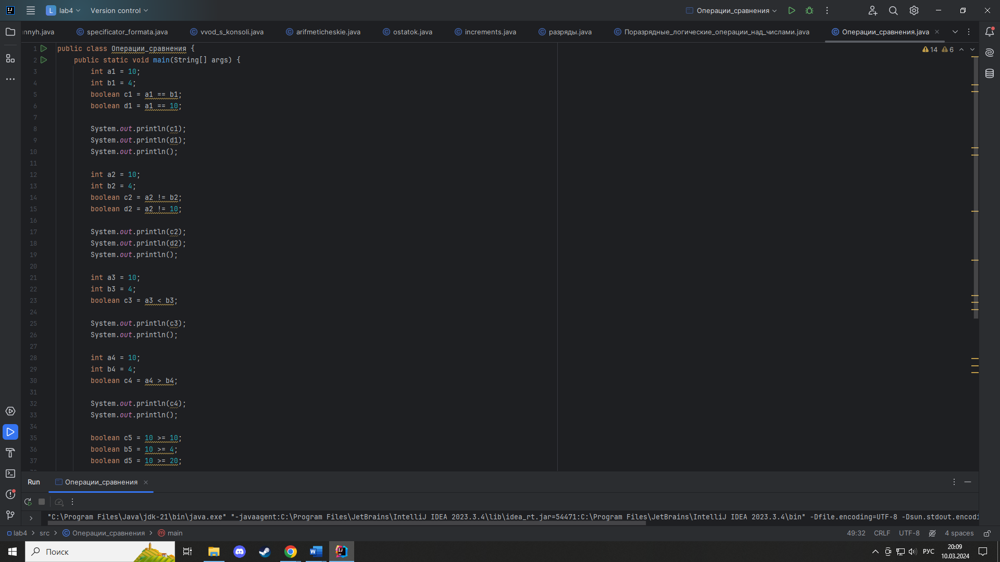 L lab4 Version control Операции_сравнения
nnyh.java specificator_formata.java vvod_s_konsoli.java arifmeticheskie.java ostatok.java increments.java разряды.java Поразрядные_логические_операции_над_числами.java Операции_сравнения.java
14 6
1 public class Операции_сравнения {
2 public static void main(String[] args) {
3 int a1 = 10;
4 int b1 = 4;
5 boolean c1 = a1 == b1;
6 boolean d1 = a1 == 10;
7
8 System.out.println(c1);
9 System.out.println(d1);
10 System.out.println();
11
12 int a2 = 10;
13 int b2 = 4;
14 boolean c2 = a2 != b2;
15 boolean d2 = a2 != 10;
16
17 System.out.println(c2);
18 System.out.println(d2);
19 System.out.println();
20
21 int a3 = 10;
22 int b3 = 4;
23 boolean c3 = a3 < b3;
24
25 System.out.println(c3);
26 System.out.println();
27
28 int a4 = 10;
29 int b4 = 4;
30 boolean c4 = a4 > b4;
31
32 System.out.println(c4);
33 System.out.println();
34
35 boolean c5 = 10 >= 10;
36 boolean b5 = 10 >= 4;
37 boolean d5 = 10 >= 20;
Run Операции_сравнения
"C:\Program Files\Java\jdk-21\bin\java.exe" "-javaagent:C:\Program Files\JetBrains\IntelliJ IDEA 2023.3.4\lib\idea_rt.jar=54471:C:\Program Files\JetBrains\IntelliJ IDEA 2023.3.4\bin" -Dfile.encoding=UTF-8 -Dsun.stdout.encodi
lab4 > src > Операции_сравнения > main 49:32 CRLF UTF-8 4 spaces
Поиск РУС 20:09
10.03.2024